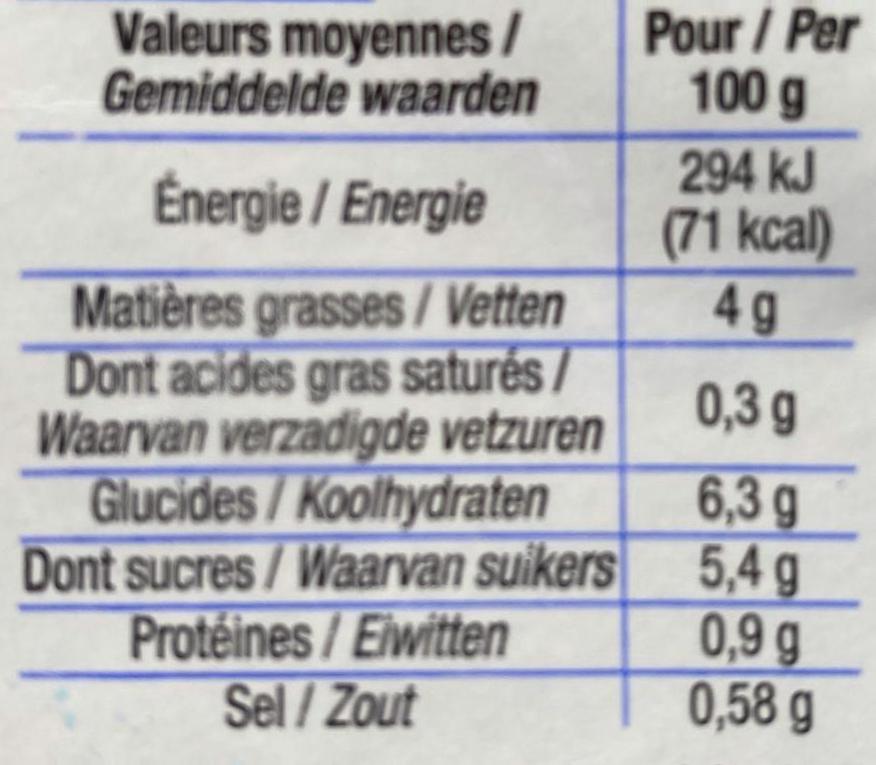 Valeurs moyennes / Pour / Per
Gemiddelde waarden 100 g
Énergie / Energie 294 kJ
(71 kcal)
Matières grasses / Vetten 4 g
Dont acides gras saturés /
Waarvan verzadigde vetzuren 0,3 g
Glucides / Koolhydraten 6,3 g
Dont sucres / Waarvan suikers 5,4 g
Protéines / Eiwitten 0,9 g
Sel / Zout 0,58 g